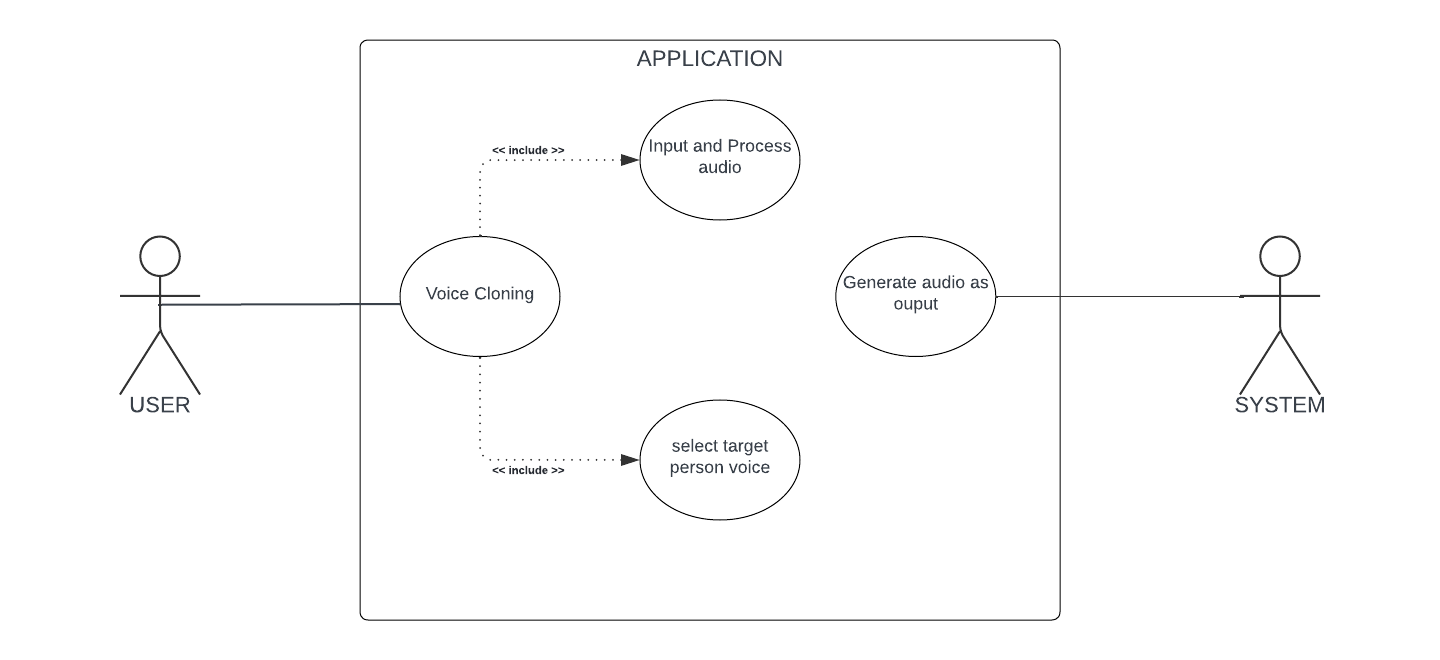 APPLICATION
<< include >>
Input and Process
audio
Voice Cloning
Generate audio as
ouput
USER
SYSTEM
<< include >>
select target
person voice